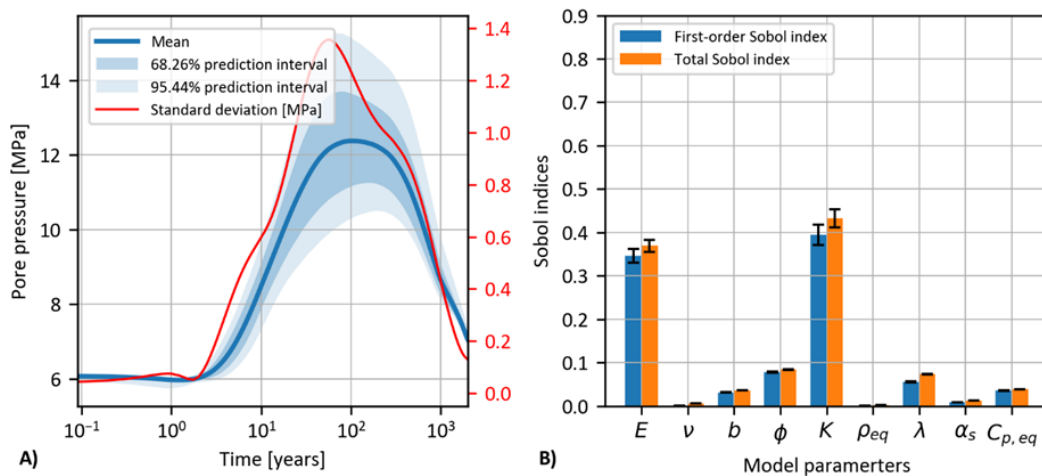 Mean
68.26% prediction interval
95.44% prediction interval
Standard deviation [MPa]
Pore pressure [MPa]
14
12
10
8
6
1.4
1.2
1.0
0.8
0.6
0.4
0.2
0.0
10⁻¹ 10⁰ 10¹ 10² 10³
Time [years]
A)
First-order Sobol index
Total Sobol index
Sobol indices
0.9
0.8
0.7
0.6
0.5
0.4
0.3
0.2
0.1
0.0
E ν b ϕ K ρeq λ αs Cp, eq
Model paramerters
B)